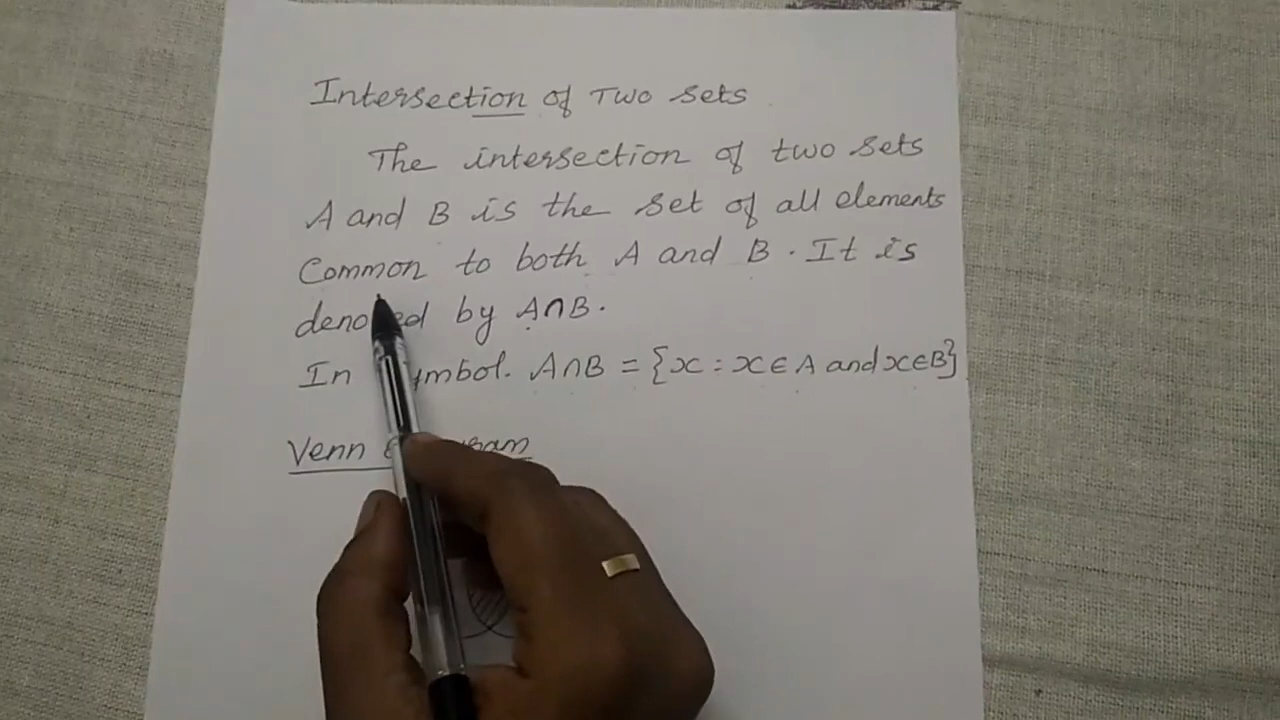 Intersection of Two Sets
The intersection of two sets
A and B is the set of all elements
Common to both A and B. It is
by A∩B.
In A∩B = {x : x∈A and x∈B}
Venn